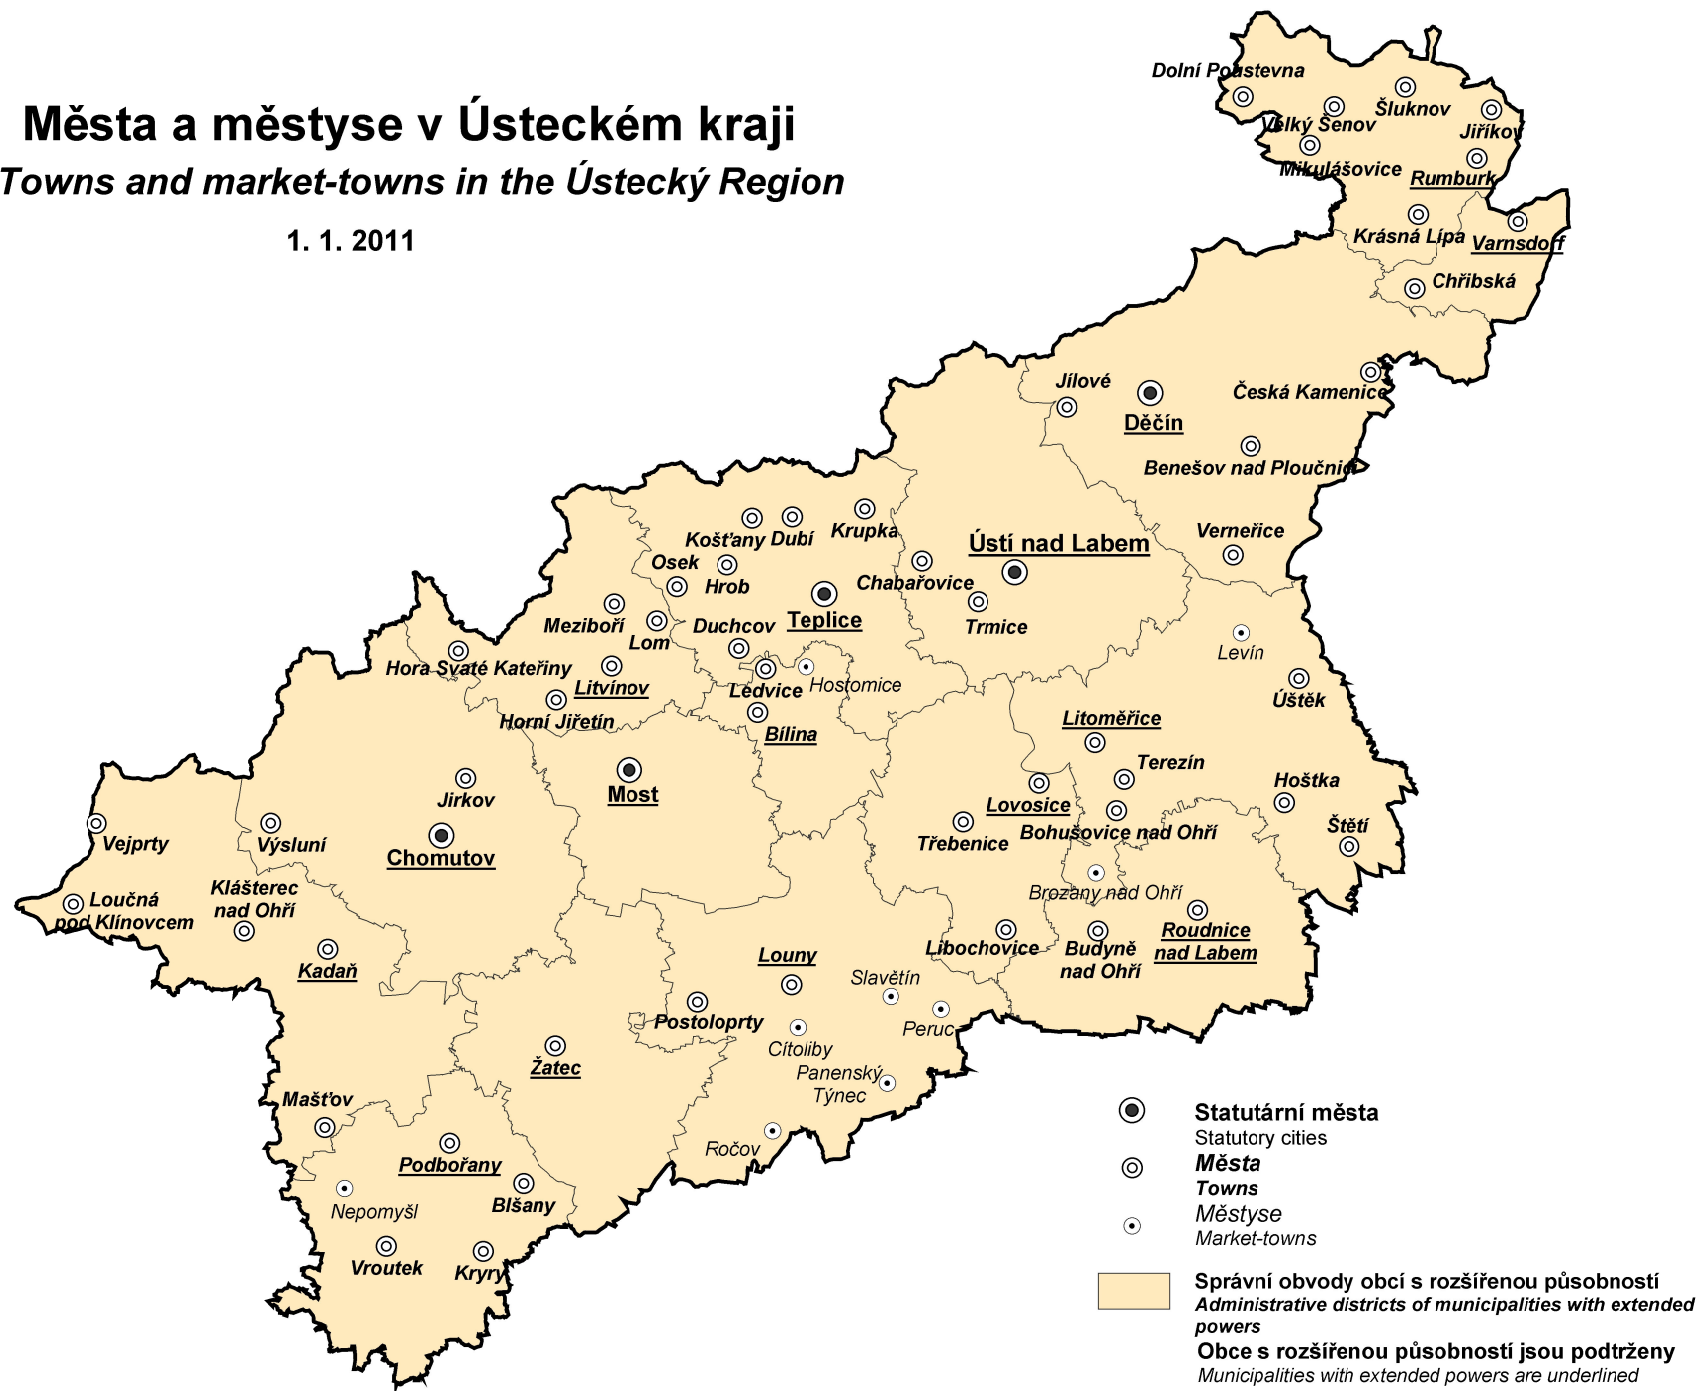 Města a městyse v Ústeckém kraji
Towns and market-towns in the Ústecký Region
1. 1. 2011
Dolní Poustevna
Šluknov
Velký Šenov
Jiříkov
Mikulášovice
Rumburk
Krásná Lípa
Varnsdorf
Chřibská
Jílové
Děčín
Česká Kamenice
Benešov nad Ploučnicí
Verneřice
Košťany
Dubí
Krupka
Ústí nad Labem
Osek
Hrob
Chabařovice
Teplice
Trmice
Meziboří
Lom
Duchcov
Levín
Hora Svaté Kateřiny
Litvínov
Ledvice
Hostomice
Úštěk
Horní Jiřetín
Bílina
Litoměřice
Terezín
Hoštka
Jirkov
Most
Lovosice
Štětí
Vejprty
Výsluní
Třebenice
Bohušovice nad Ohří
Chomutov
Klášterec
nad Ohří
Brozany nad Ohří
Loučná
pod Klínovcem
Kadaň
Louny
Libochovice
Budyně
nad Ohří
Roudnice
nad Labem
Slavětín
Postoloprty
Peruc
Cítoliby
Žatec
Panenský
Týnec
Mašťov
Ročov
Podbořany
Blšany
Nepomyšl
Vroutek
Kryry
Statutární města
Statutory cities
Města
Towns
Městyse
Market-towns
Správní obvody obcí s rozšířenou působností
Administrative districts of municipalities with extended
powers
Obce s rozšířenou působností jsou podtrženy
Municipalities with extended powers are underlined